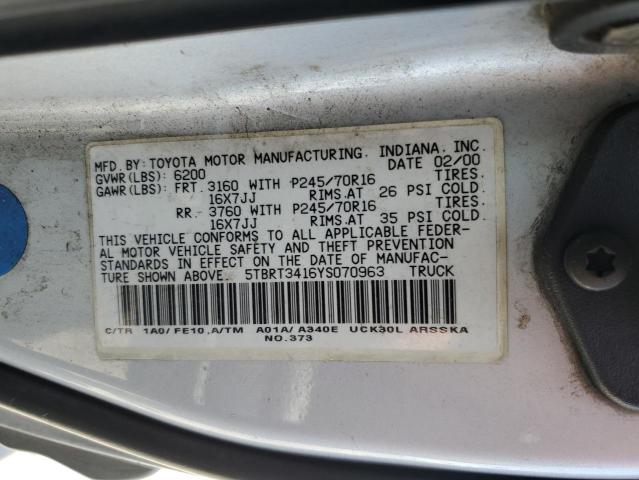 MFD. BY: TOYOTA MOTOR MANUFACTURING, INDIANA, INC.
GVWR(LBS): 6200 DATE 02/00
GAWR(LBS): FRT. 3160 WITH P245/70R16 TIRES.
16X7JJ RIMS.AT 26 PSI COLD.
RR. 3760 WITH P245/70R16 TIRES.
16X7JJ RIMS.AT 35 PSI COLD.
THIS VEHICLE CONFORMS TO ALL APPLICABLE FEDER-
AL MOTOR VEHICLE SAFETY AND THEFT PREVENTION
STANDARDS IN EFFECT ON THE DATE OF MANUFAC-
TURE SHOWN ABOVE. 5TBRT3416YS070963 TRUCK
C/TR 1A0/ FE10,A/TM A01A/ A340E UCK30L ARSSKA
NO.373